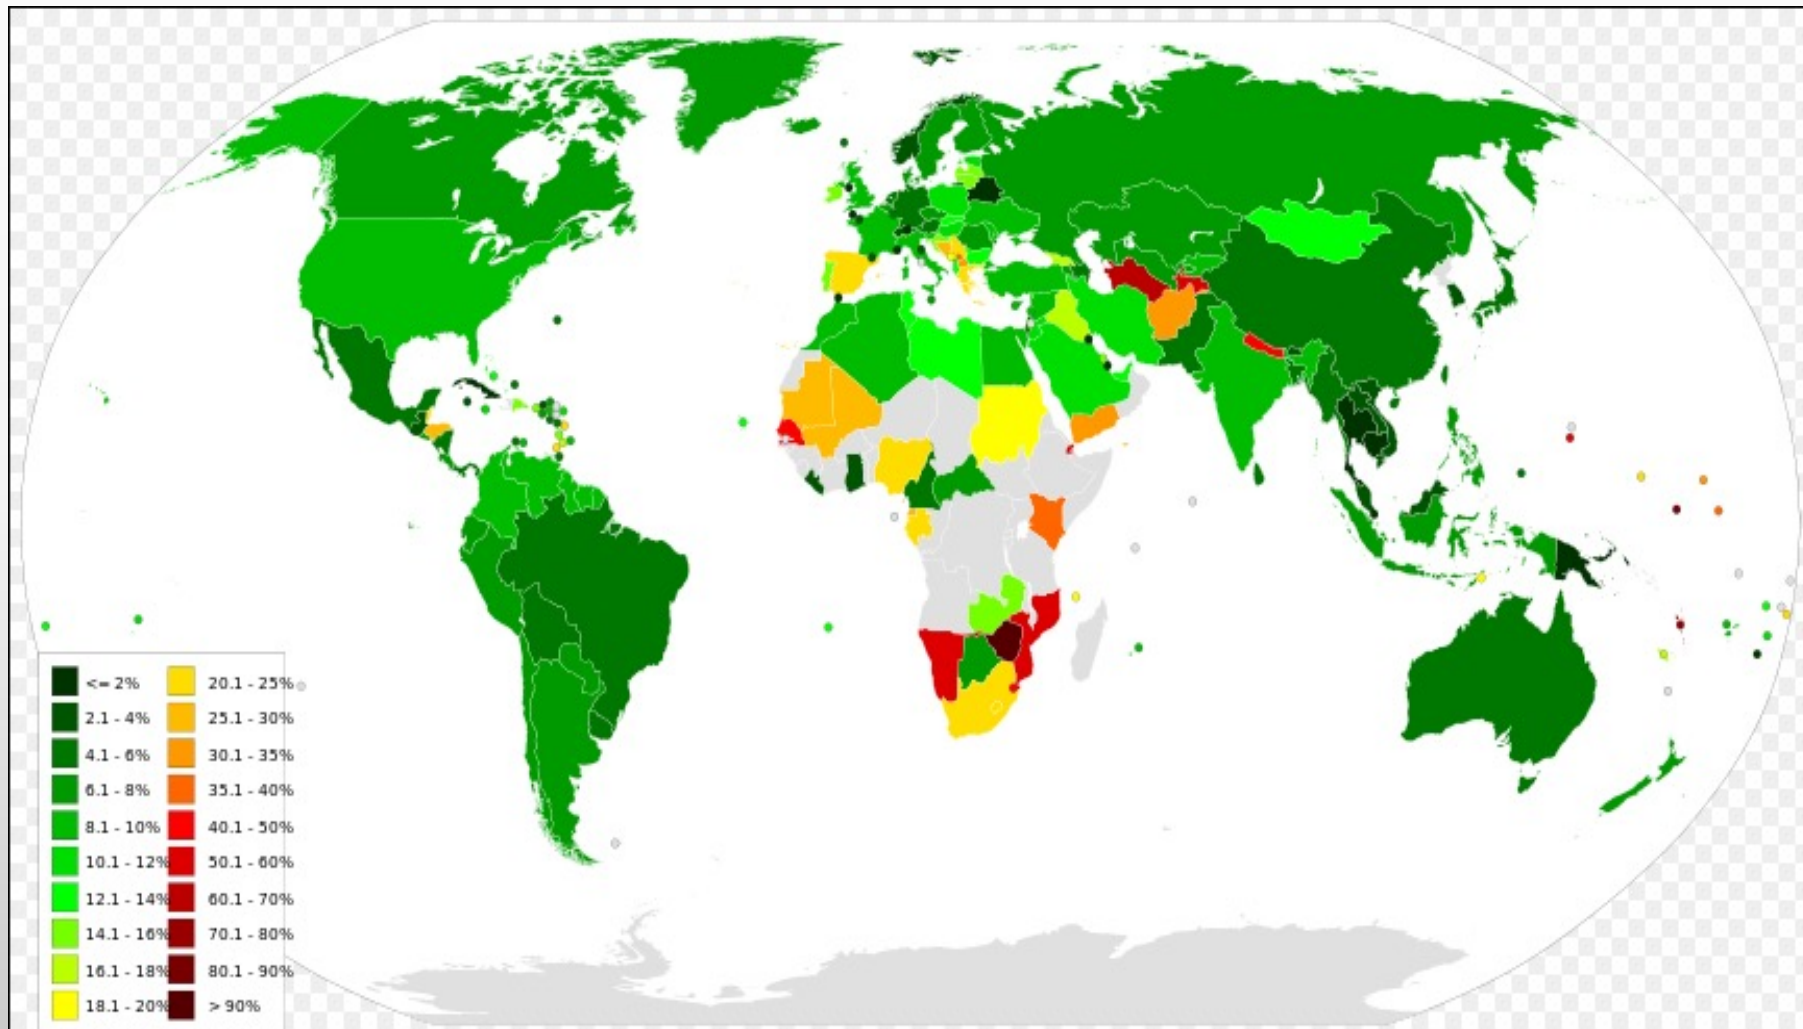 <= 2%
2.1 - 4%
4.1 - 6%
6.1 - 8%
8.1 - 10%
10.1 - 12%
12.1 - 14%
14.1 - 16%
16.1 - 18%
18.1 - 20%
20.1 - 25%
25.1 - 30%
30.1 - 35%
35.1 - 40%
40.1 - 50%
50.1 - 60%
60.1 - 70%
70.1 - 80%
80.1 - 90%
> 90%